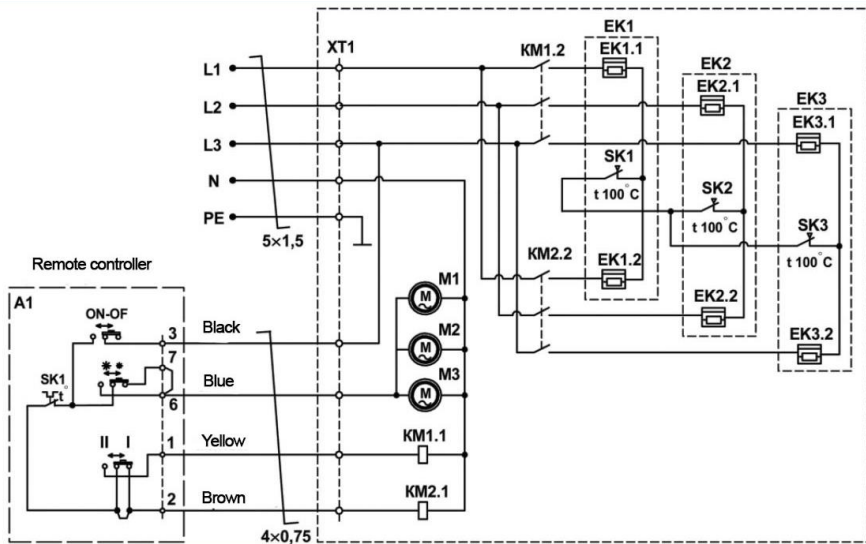 EK1
XT1
KM1.2
EK1.1
EK2
L1
EK2.1
EK3
L2
EK3.1
L3
SK1
N
t 100°C
SK2
PE
t 100°C
SK3
5×1,5
KM2.2
t 100°C
Remote controller
EK1.2
A1
M1
M
ON-OF
3
Black
EK2.2
7
M2
M
EK3.2
SK1
t°
Blue
M3
M
6
II I
1
Yellow
KM1.1
2
Brown
KM2.1
4×0,75